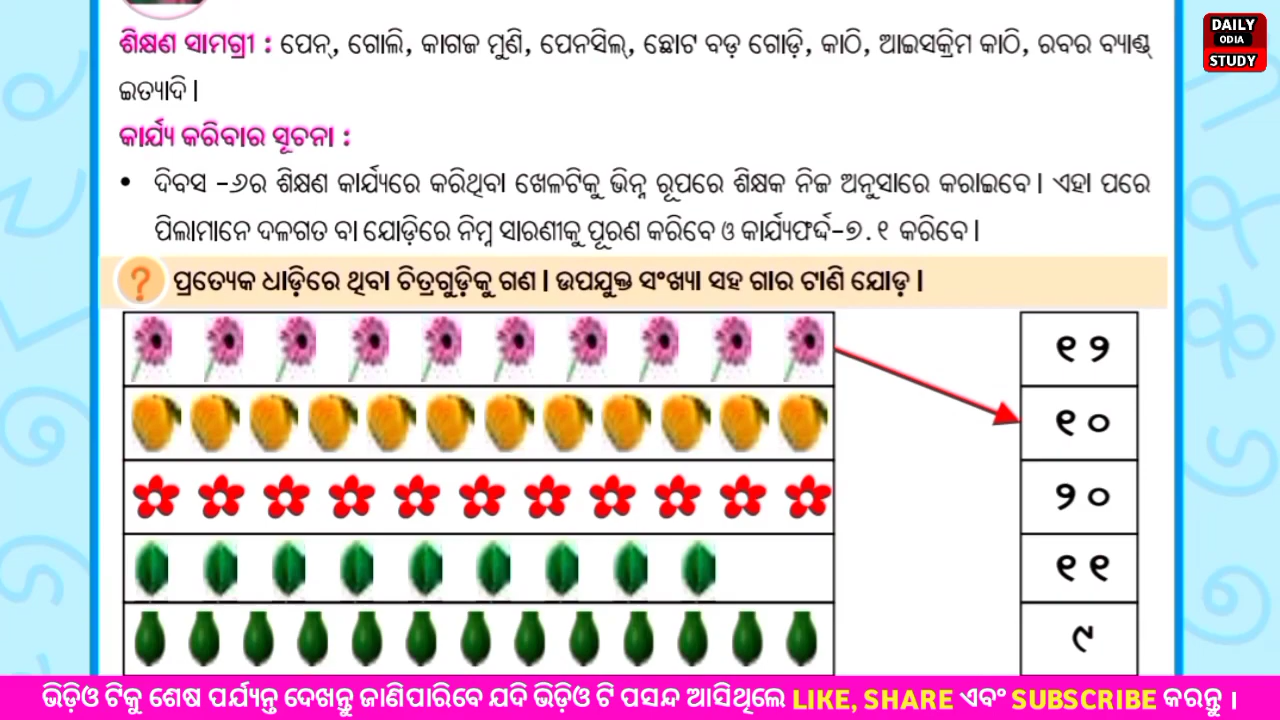 DAILY
ODIA
STUDY
ଶିକ୍ଷଣ ସାମଗ୍ରୀ : ପେନ୍, ଗୋଲି, କାଗଜ ମୁଣି, ପେନସିଲ୍, ଛୋଟ ବଡ଼ ଗୋଡ଼ି, କାଠି, ଆଇସକ୍ରିମ କାଠି, ରବର ବ୍ୟାଣ୍ଡ୍
ଇତ୍ୟାଦି।
କାର୍ଯ୍ୟ କରିବାର ସୂଚନା :
• ଦିବସ -୬ର ଶିକ୍ଷଣ କାର୍ଯ୍ୟରେ କରିଥିବା ଖେଳଟିକୁ ଭିନ୍ନ ରୂପରେ ଶିକ୍ଷକ ନିଜ ଅନୁସାରେ କରାଇବେ। ଏହା ପରେ
ପିଲାମାନେ ଦଳଗତ ବା ଯୋଡ଼ିରେ ନିମ୍ନ ସାରଣୀକୁ ପୂରଣ କରିବେ ଓ କାର୍ଯ୍ୟଫର୍ଦ୍ଦ-୭.୧ କରିବେ।
? ପ୍ରତ୍ୟେକ ଧାଡ଼ିରେ ଥିବା ଚିତ୍ରଗୁଡ଼ିକୁ ଗଣ। ଉପଯୁକ୍ତ ସଂଖ୍ୟା ସହ ଗାର ଟାଣି ଯୋଡ଼।
୧୨
୧୦
୨୦
୧୧
୯
ଭିଡ଼ିଓ ଟିକୁ ଶେଷ ପର୍ଯ୍ୟନ୍ତ ଦେଖନ୍ତୁ ଜାଣିପାରିବେ ଯଦି ଭିଡ଼ିଓ ଟି ପସନ୍ଦ ଆସିଥିଲେ LIKE, SHARE ଏବଂ SUBSCRIBE କରନ୍ତୁ।